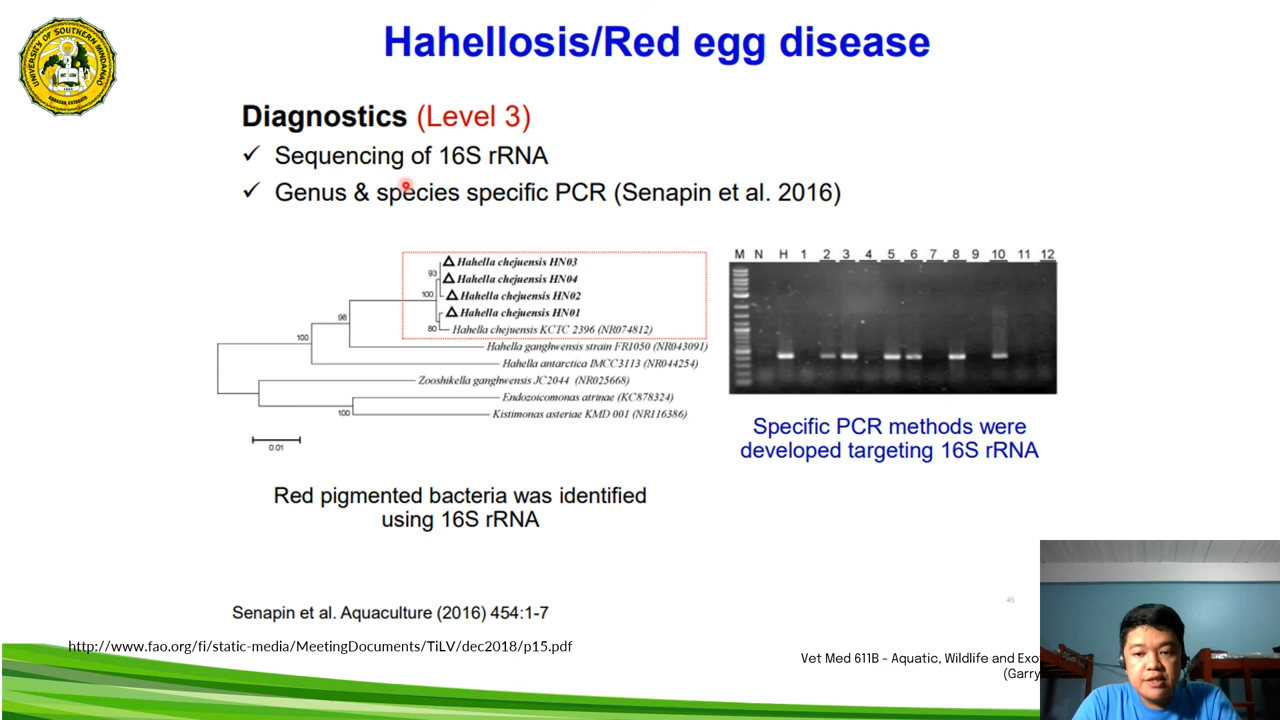 UNIVERSITY OF SOUTHERN MINDANAO
Hahellosis/Red egg disease
Diagnostics (Level 3)
✓ Sequencing of 16S rRNA
✓ Genus & species specific PCR (Senapin et al. 2016)
Hahella chejuensis HN03
93
Hahella chejuensis HN04
100
Hahella chejuensis HN02
Hahella chejuensis HN01
80
Hahella chejuensis KCTC 2396 (NR074812)
98
Hahella ganghwensis strain FR1050 (NR043091)
100
Hahella antarctica IMCC3113 (NR044254)
Zooshikella ganghwensis JC2044 (NR025668)
Endozoicomonas atrinae (KC878324)
100
Kistimonas asteriae KMD 001 (NR116386)
0.01
M N H 1 2 3 4 5 6 7 8 9 10 11 12
Specific PCR methods were
developed targeting 16S rRNA
Red pigmented bacteria was identified
using 16S rRNA
45
Senapin et al. Aquaculture (2016) 454:1-7
http://www.fao.org/fi/static-media/MeetingDocuments/TiLV/dec2018/p15.pdf
Vet Med 611B - Aquatic, Wildlife and Exo
(Garry